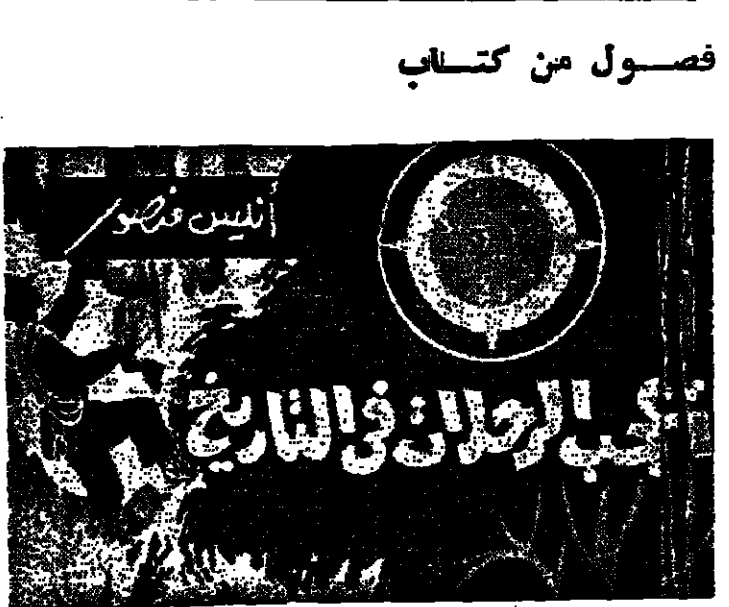 فصول من كتاب
أنيس منصور
أعجب الرحلات في التاريخ